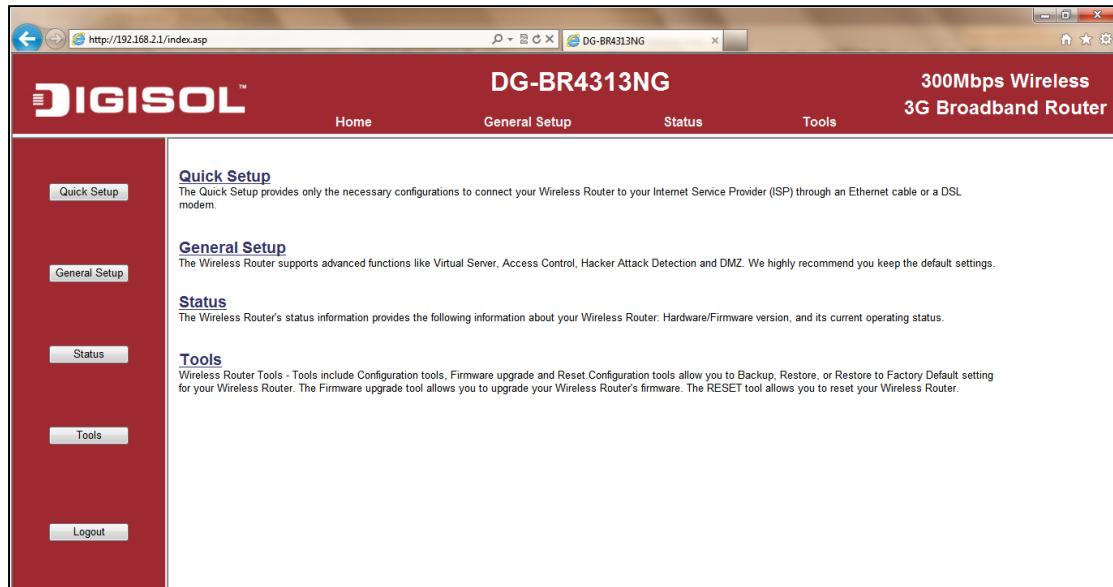 http://192.168.2.1/index.asp
DG-BR4313NG
DIGISOL™
DG-BR4313NG
300Mbps Wireless
3G Broadband Router
Home General Setup Status Tools
Quick Setup
General Setup
Status
Tools
Logout
Quick Setup
The Quick Setup provides only the necessary configurations to connect your Wireless Router to your Internet Service Provider (ISP) through an Ethernet cable or a DSL
modem.
General Setup
The Wireless Router supports advanced functions like Virtual Server, Access Control, Hacker Attack Detection and DMZ. We highly recommend you keep the default settings.
Status
The Wireless Router's status information provides the following information about your Wireless Router: Hardware/Firmware version, and its current operating status.
Tools
Wireless Router Tools - Tools include Configuration tools, Firmware upgrade and Reset.Configuration tools allow you to Backup, Restore, or Restore to Factory Default setting
for your Wireless Router. The Firmware upgrade tool allows you to upgrade your Wireless Router's firmware. The RESET tool allows you to reset your Wireless Router.